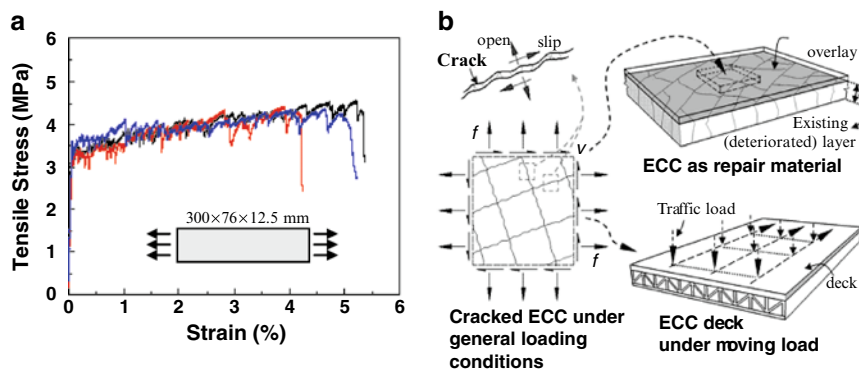 a
6
5
4
3
2
1
0
Tensile Stress (MPa)
300×76×12.5 mm
0 1 2 3 4 5 6
Strain (%)
b
open
slip
Crack
f
v
f
Cracked ECC under
general loading
conditions
overlay
Existing
(deteriorated) layer
ECC as repair material
Traffic load
deck
ECC deck
under moving load